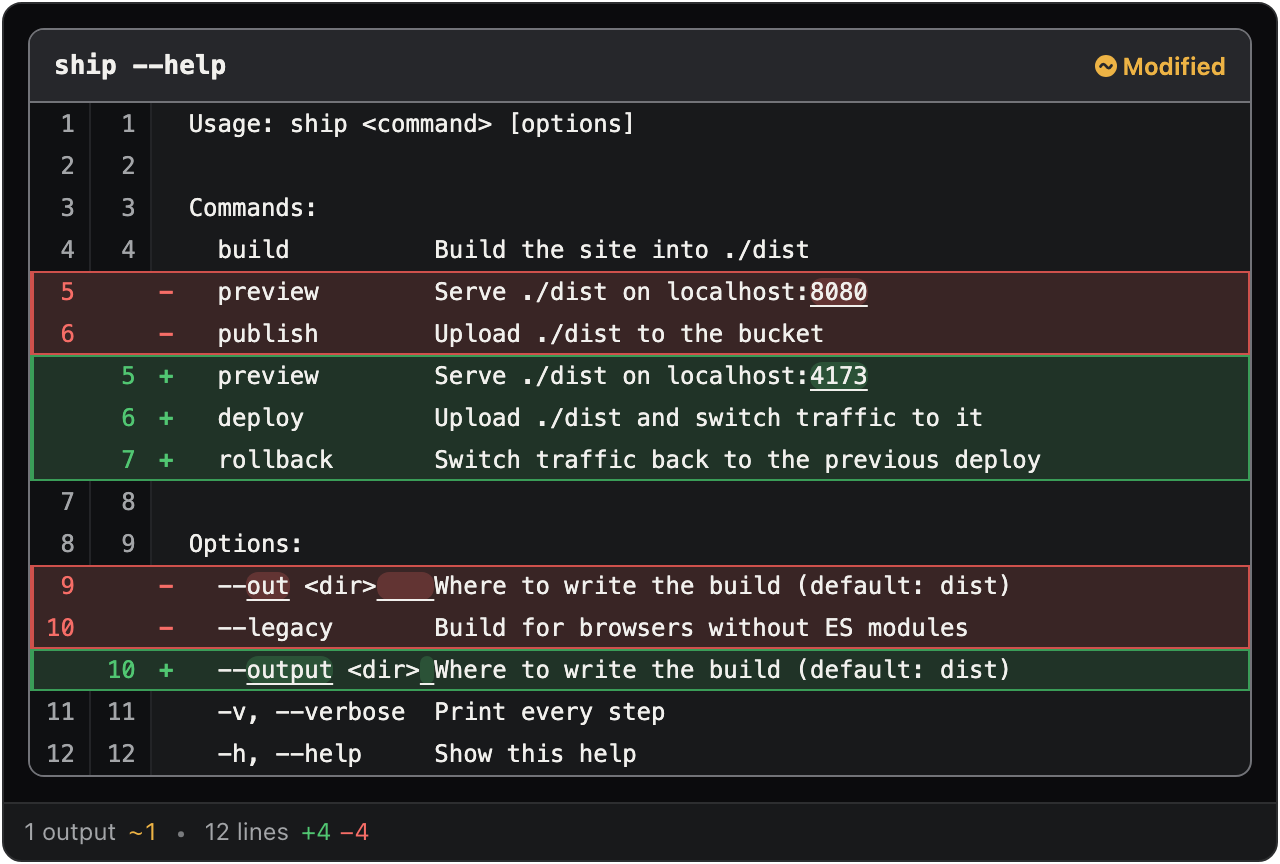 ship --help
Modified
1 1 Usage: ship <command> [options]
2 2
3 3 Commands:
4 4 build Build the site into ./dist
5 − preview Serve ./dist on localhost:8080
6 − publish Upload ./dist to the bucket
5 + preview Serve ./dist on localhost:4173
6 + deploy Upload ./dist and switch traffic to it
7 + rollback Switch traffic back to the previous deploy
7 8
8 9 Options:
9 − --out <dir> Where to write the build (default: dist)
10 − --legacy Build for browsers without ES modules
10 + --output <dir> Where to write the build (default: dist)
11 11 -v, --verbose Print every step
12 12 -h, --help Show this help
1 output ~1 • 12 lines +4 −4